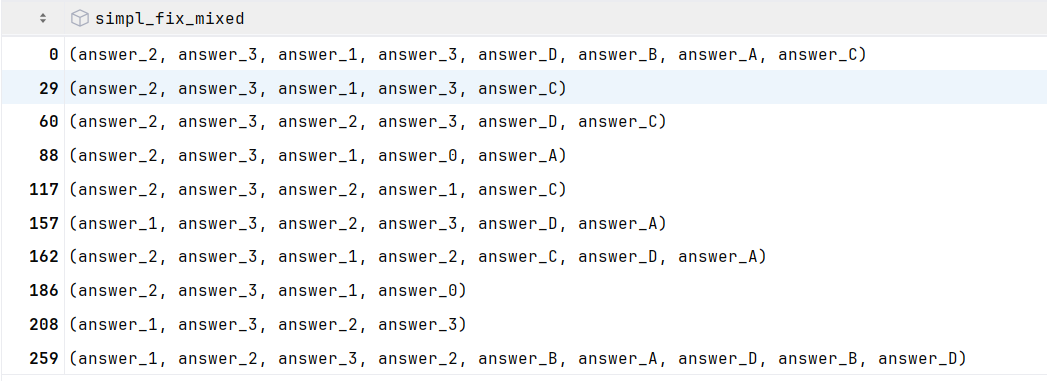 simpl_fix_mixed
0 (answer_2, answer_3, answer_1, answer_3, answer_D, answer_B, answer_A, answer_C)
29 (answer_2, answer_3, answer_1, answer_3, answer_C)
60 (answer_2, answer_3, answer_2, answer_3, answer_D, answer_C)
88 (answer_2, answer_3, answer_1, answer_0, answer_A)
117 (answer_2, answer_3, answer_2, answer_1, answer_C)
157 (answer_1, answer_3, answer_2, answer_3, answer_D, answer_A)
162 (answer_2, answer_3, answer_1, answer_2, answer_C, answer_D, answer_A)
186 (answer_2, answer_3, answer_1, answer_0)
208 (answer_1, answer_3, answer_2, answer_3)
259 (answer_1, answer_2, answer_3, answer_2, answer_B, answer_A, answer_D, answer_B, answer_D)